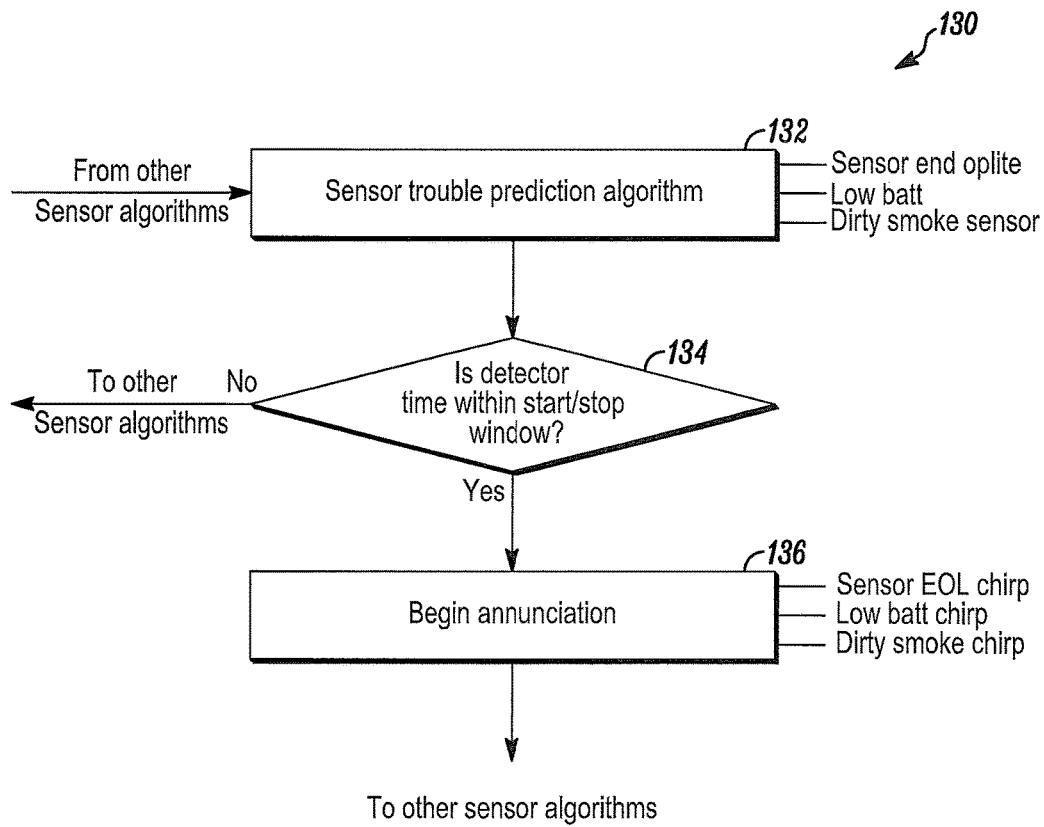 130
132
From other
Sensor algorithms
Sensor trouble prediction algorithm
Sensor end oplite
Low batt
Dirty smoke sensor
134
To other
Sensor algorithms
No
Is detector
time within start/stop
window?
Yes
136
Begin annunciation
Sensor EOL chirp
Low batt chirp
Dirty smoke chirp
To other sensor algorithms